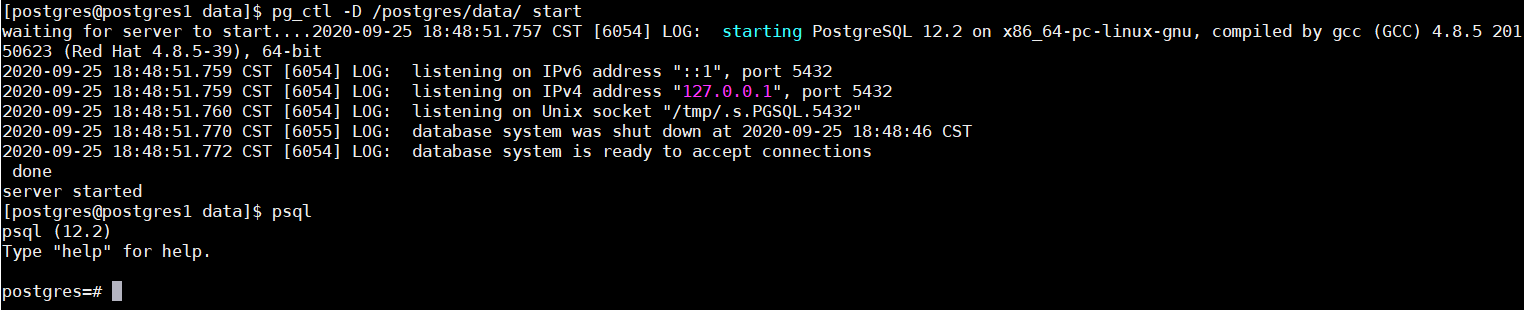 [postgres@postgres1 data]$ pg_ctl -D /postgres/data/ start
waiting for server to start....2020-09-25 18:48:51.757 CST [6054] LOG:  starting PostgreSQL 12.2 on x86_64-pc-linux-gnu, compiled by gcc (GCC) 4.8.5 201
50623 (Red Hat 4.8.5-39), 64-bit
2020-09-25 18:48:51.759 CST [6054] LOG:  listening on IPv6 address "::1", port 5432
2020-09-25 18:48:51.759 CST [6054] LOG:  listening on IPv4 address "127.0.0.1", port 5432
2020-09-25 18:48:51.760 CST [6054] LOG:  listening on Unix socket "/tmp/.s.PGSQL.5432"
2020-09-25 18:48:51.770 CST [6055] LOG:  database system was shut down at 2020-09-25 18:48:46 CST
2020-09-25 18:48:51.772 CST [6054] LOG:  database system is ready to accept connections
 done
server started
[postgres@postgres1 data]$ psql
psql (12.2)
Type "help" for help.
postgres=#